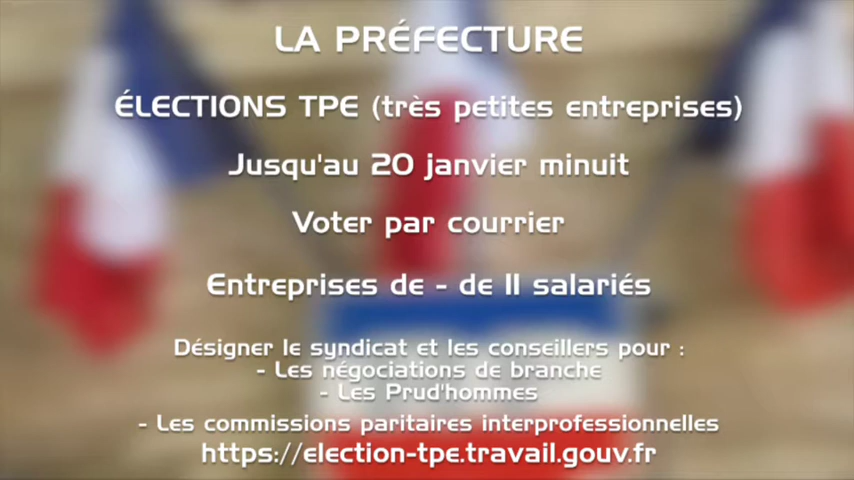 LA PRÉFECTURE
ÉLECTIONS TPE (très petites entreprises)
Jusqu'au 20 janvier minuit
Voter par courrier
Entreprises de - de 11 salariés
Désigner le syndicat et les conseillers pour :
- Les négociations de branche
- Les Prud'hommes
- Les commissions paritaires interprofessionnelles
https://election-tpe.travail.gouv.fr